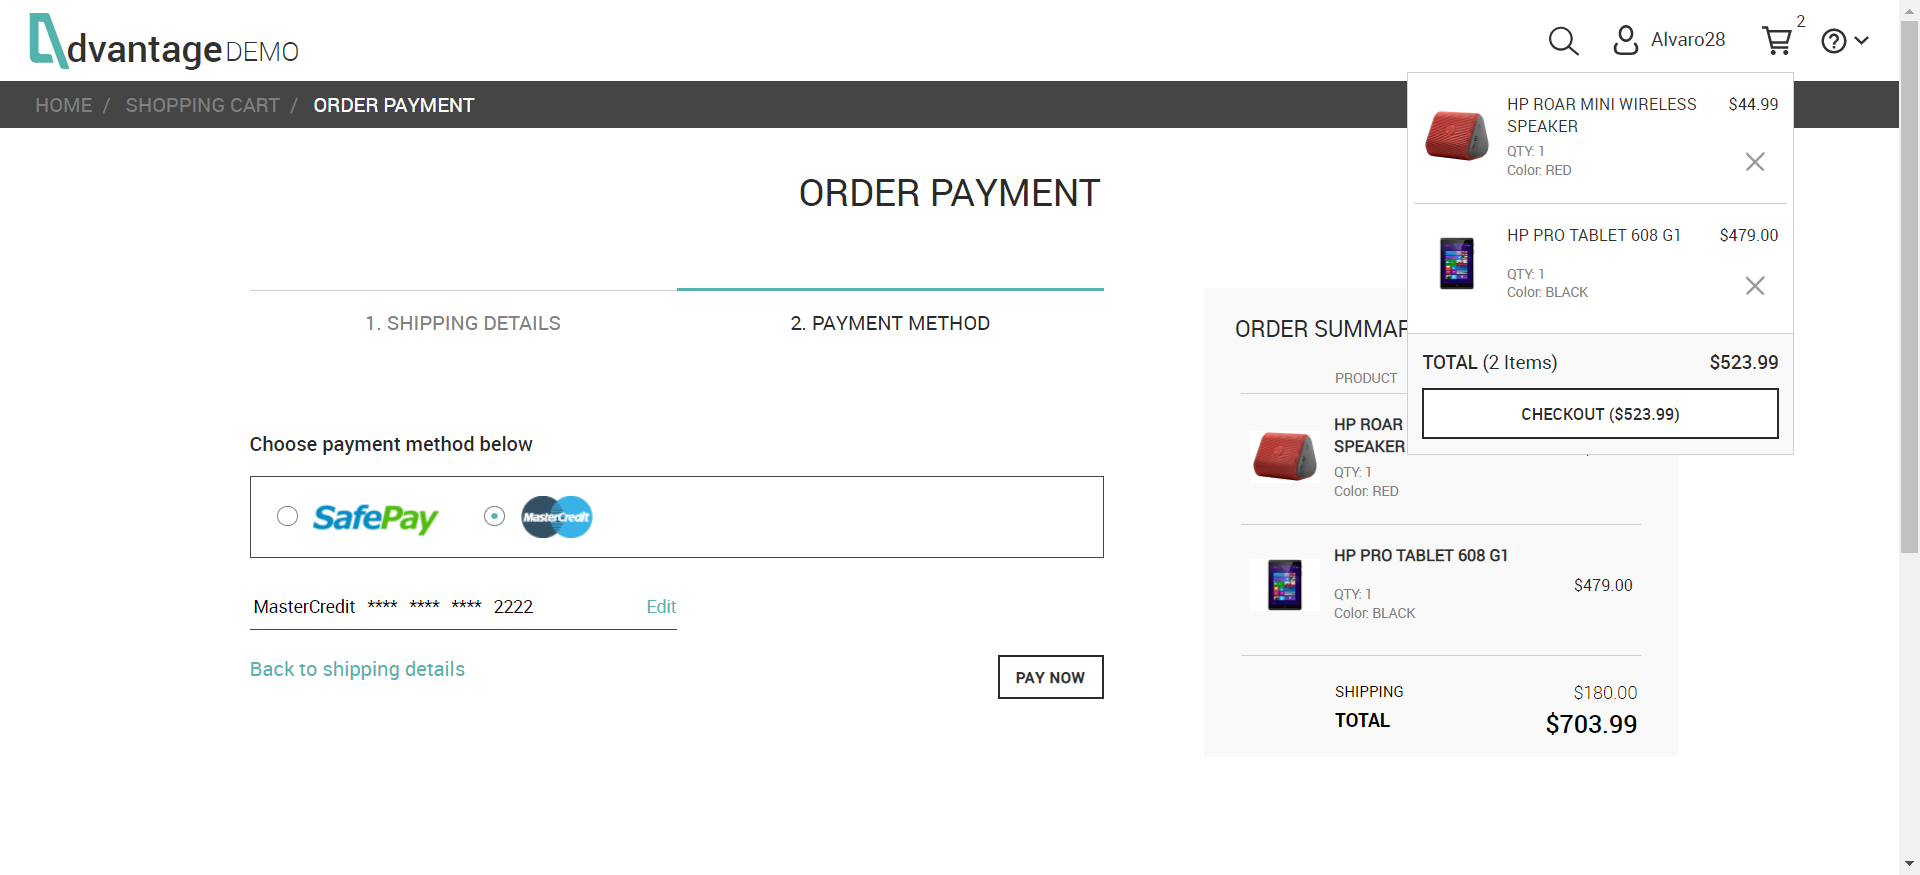 dvantage DEMO
Alvaro28
2
HOME / SHOPPING CART / ORDER PAYMENT
HP ROAR MINI WIRELESS
SPEAKER
$44.99
QTY: 1
Color: RED
HP PRO TABLET 608 G1
$479.00
QTY: 1
Color: BLACK
TOTAL (2 Items)
$523.99
CHECKOUT ($523.99)
ORDER PAYMENT
1. SHIPPING DETAILS
2. PAYMENT METHOD
Choose payment method below
SafePay
MasterCredit
MasterCredit **** **** **** 2222
Edit
Back to shipping details
PAY NOW
ORDER SUMMAR
PRODUCT
HP ROAR
SPEAKER
QTY: 1
Color: RED
HP PRO TABLET 608 G1
QTY: 1
Color: BLACK
$479.00
SHIPPING
$180.00
TOTAL
$703.99